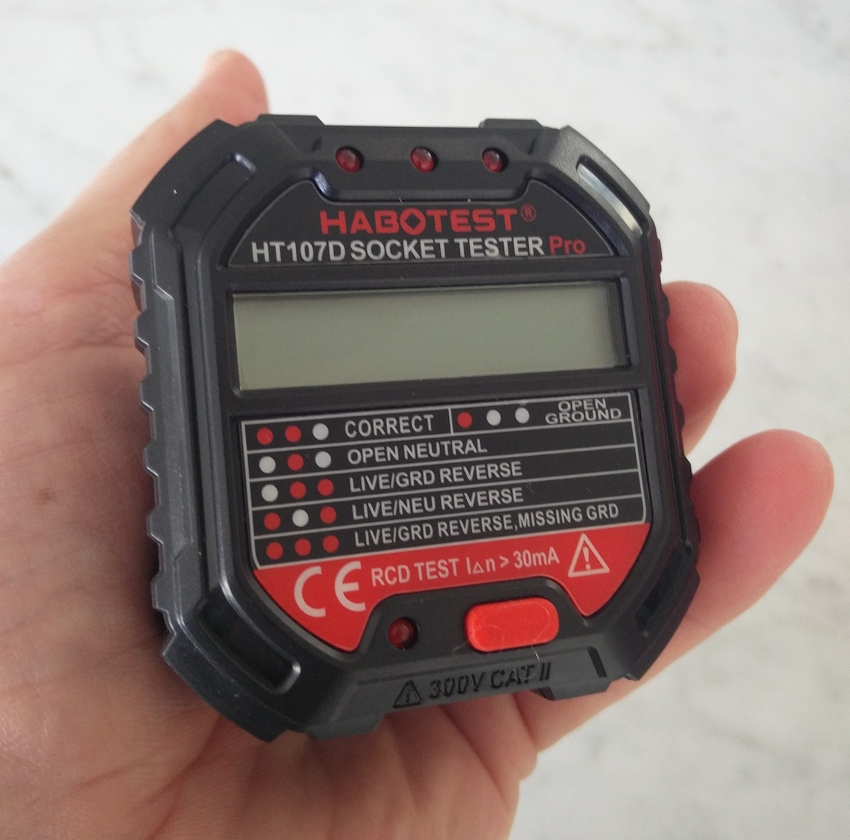 HABOTEST®
HT107D SOCKET TESTER Pro
CORRECT
OPEN
GROUND
OPEN NEUTRAL
LIVE/GRD REVERSE
LIVE/NEU REVERSE
LIVE/GRD REVERSE,MISSING GRD
CE RCD TEST I△n > 30mA
300V CAT II